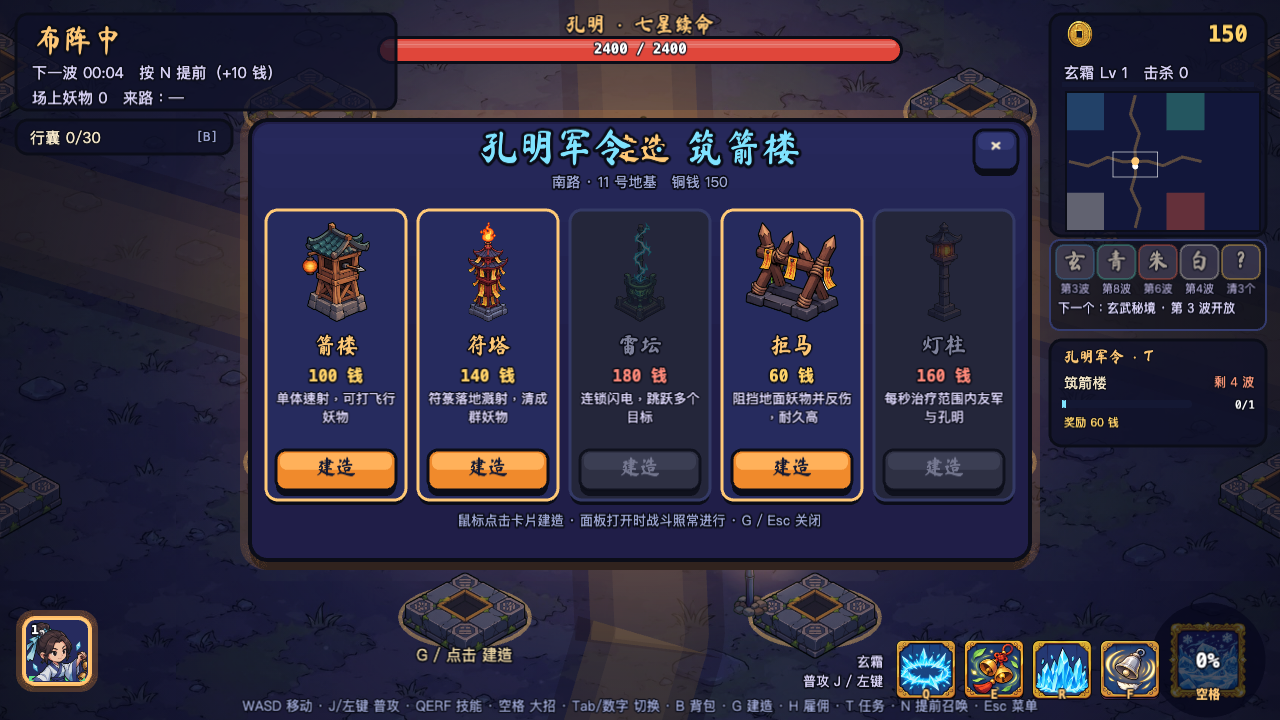 布阵中
下一波 00:04 按 N 提前 (+10 钱)
场上妖物 0 来路：—
行囊 0/30 [B]
孔明 · 七星续命
2400 / 2400
150
玄霜 Lv 1 击杀 0
玄 青 朱 白 ?
第3波 第8波 第6波 第4波 清3个
下一个：玄武秘境 · 第 3 波开放
孔明军令 · T
筑箭楼 剩 4 波
0/1
奖励 60 钱
孔明军令 筑箭楼
建造
×
南路 · 11 号地基 铜钱 150
箭楼
100 钱
单体速射，可打飞行
妖物
建造
符塔
140 钱
符篆落地溅射，清成
群妖物
建造
雷坛
180 钱
连锁闪电，跳跃多个
目标
建造
拒马
60 钱
阻挡地面妖物并反伤
，耐久高
建造
灯柱
160 钱
每秒治疗范围内友军
与孔明
建造
鼠标点击卡片建造 · 面板打开时战斗照常进行 · G / Esc 关闭
G / 点击 建造
1
玄霜
普攻 J / 左键
Q E R F
0%
空格
WASD 移动 · J/左键 普攻 · QERF 技能 · 空格 大招 · Tab/数字 切换 · B 背包 · G 建造 · H 雇佣 · T 任务 · N 提前召唤 · Esc 菜单